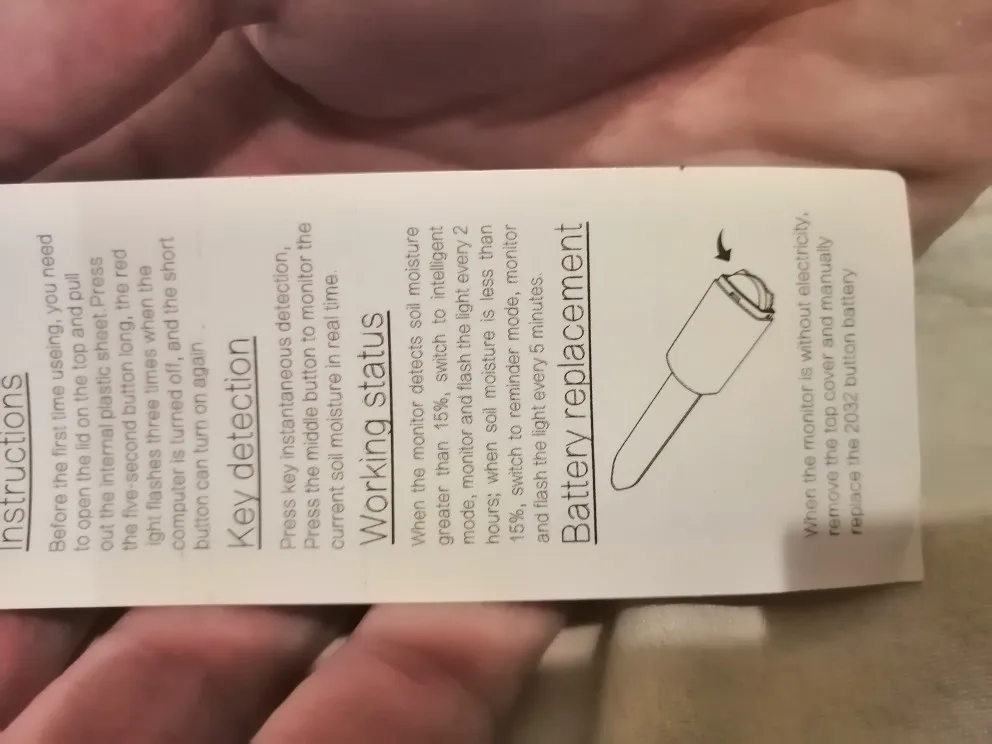 Instructions
Before the first time useing, you need
to open the lid on the top and pull
out the internal plastic sheet.Press
the five-second button long, the red
ight flashes three times when the
computer is turned off, and the short
button can turn on again .
Key detection
Press key instantaneous detection,
Press the middle button to monitor the
current soil moisture in real time.
Working status
When the monitor detects soil moisture
greater than 15%, switch to intelligent
mode, monitor and flash the light every 2
hours; when soil moisture is less than
15%, switch to reminder mode, monitor
and flash the light every 5 minutes.
Battery replacement
When the monitor is without electricity,
remove the top cover and manually
replace the 2032 button battery